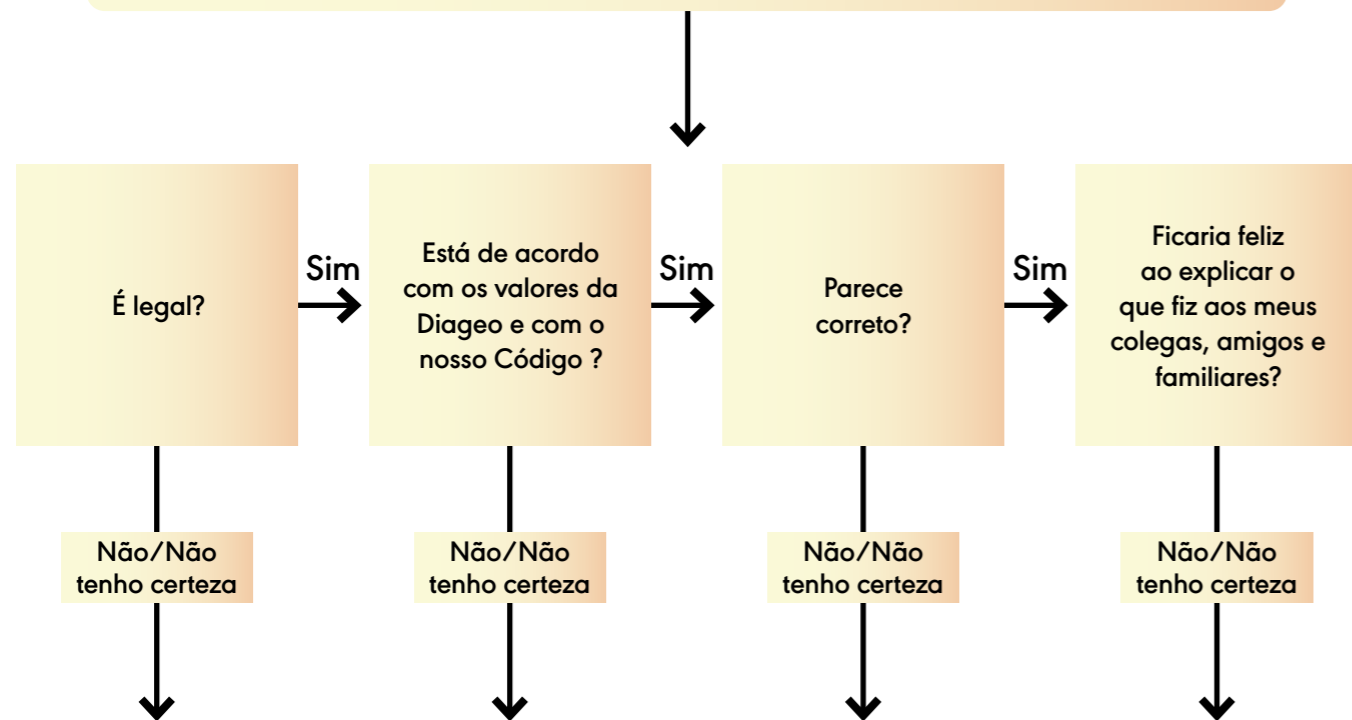 É legal?
Sim
Está de acordo
com os valores da
Diageo e com o
nosso Código ?
Sim
Parece
correto?
Sim
Ficaria feliz
ao explicar o
que fiz aos meus
colegas, amigos e
familiares?
Não/Não
tenho certeza
Não/Não
tenho certeza
Não/Não
tenho certeza
Não/Não
tenho certeza